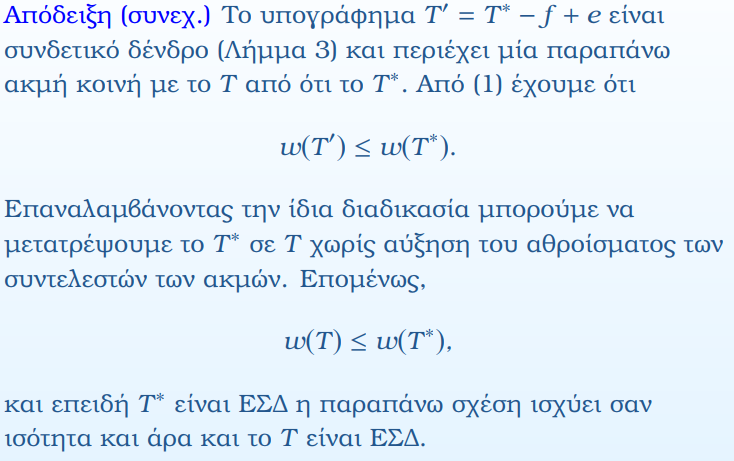 Απόδειξη (συνεχ.) Το υπογράφημα T′ = T* − f + e είναι
συνδετικό δένδρο (Λήμμα 3) και περιέχει μία παραπάνω
ακμή κοινή με το T από ότι το T*. Από (1) έχουμε ότι
w(T′) ≤ w(T*).
Επαναλαμβάνοντας την ίδια διαδικασία μπορούμε να
μετατρέψουμε το T* σε T χωρίς αύξηση του αθροίσματος των
συντελεστών των ακμών. Επομένως,
w(T) ≤ w(T*),
και επειδή T* είναι ΕΣΔ η παραπάνω σχέση ισχύει σαν
ισότητα και άρα και το T είναι ΕΣΔ.